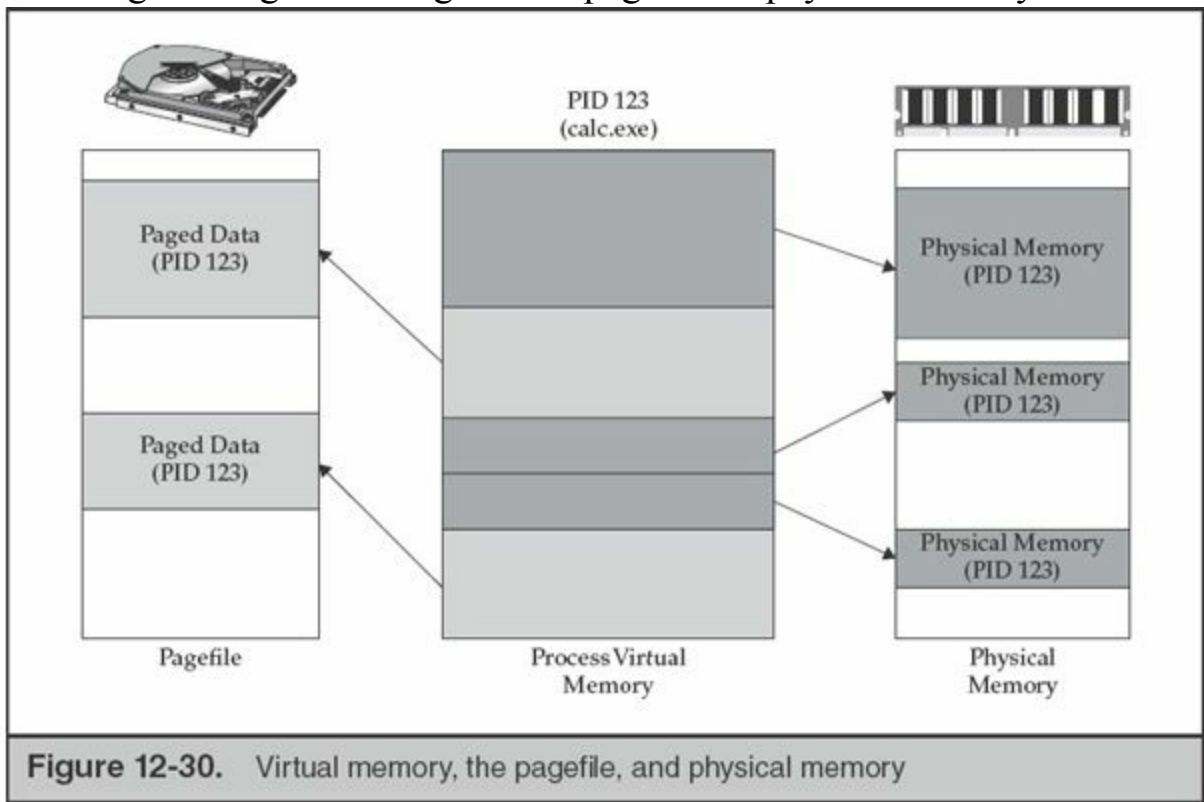 PID 123
(calc.exe)
Paged Data
(PID 123)
Paged Data
(PID 123)
Physical Memory
(PID 123)
Physical Memory
(PID 123)
Physical Memory
(PID 123)
Pagefile
Process Virtual
Memory
Physical
Memory
Figure 12-30. Virtual memory, the pagefile, and physical memory